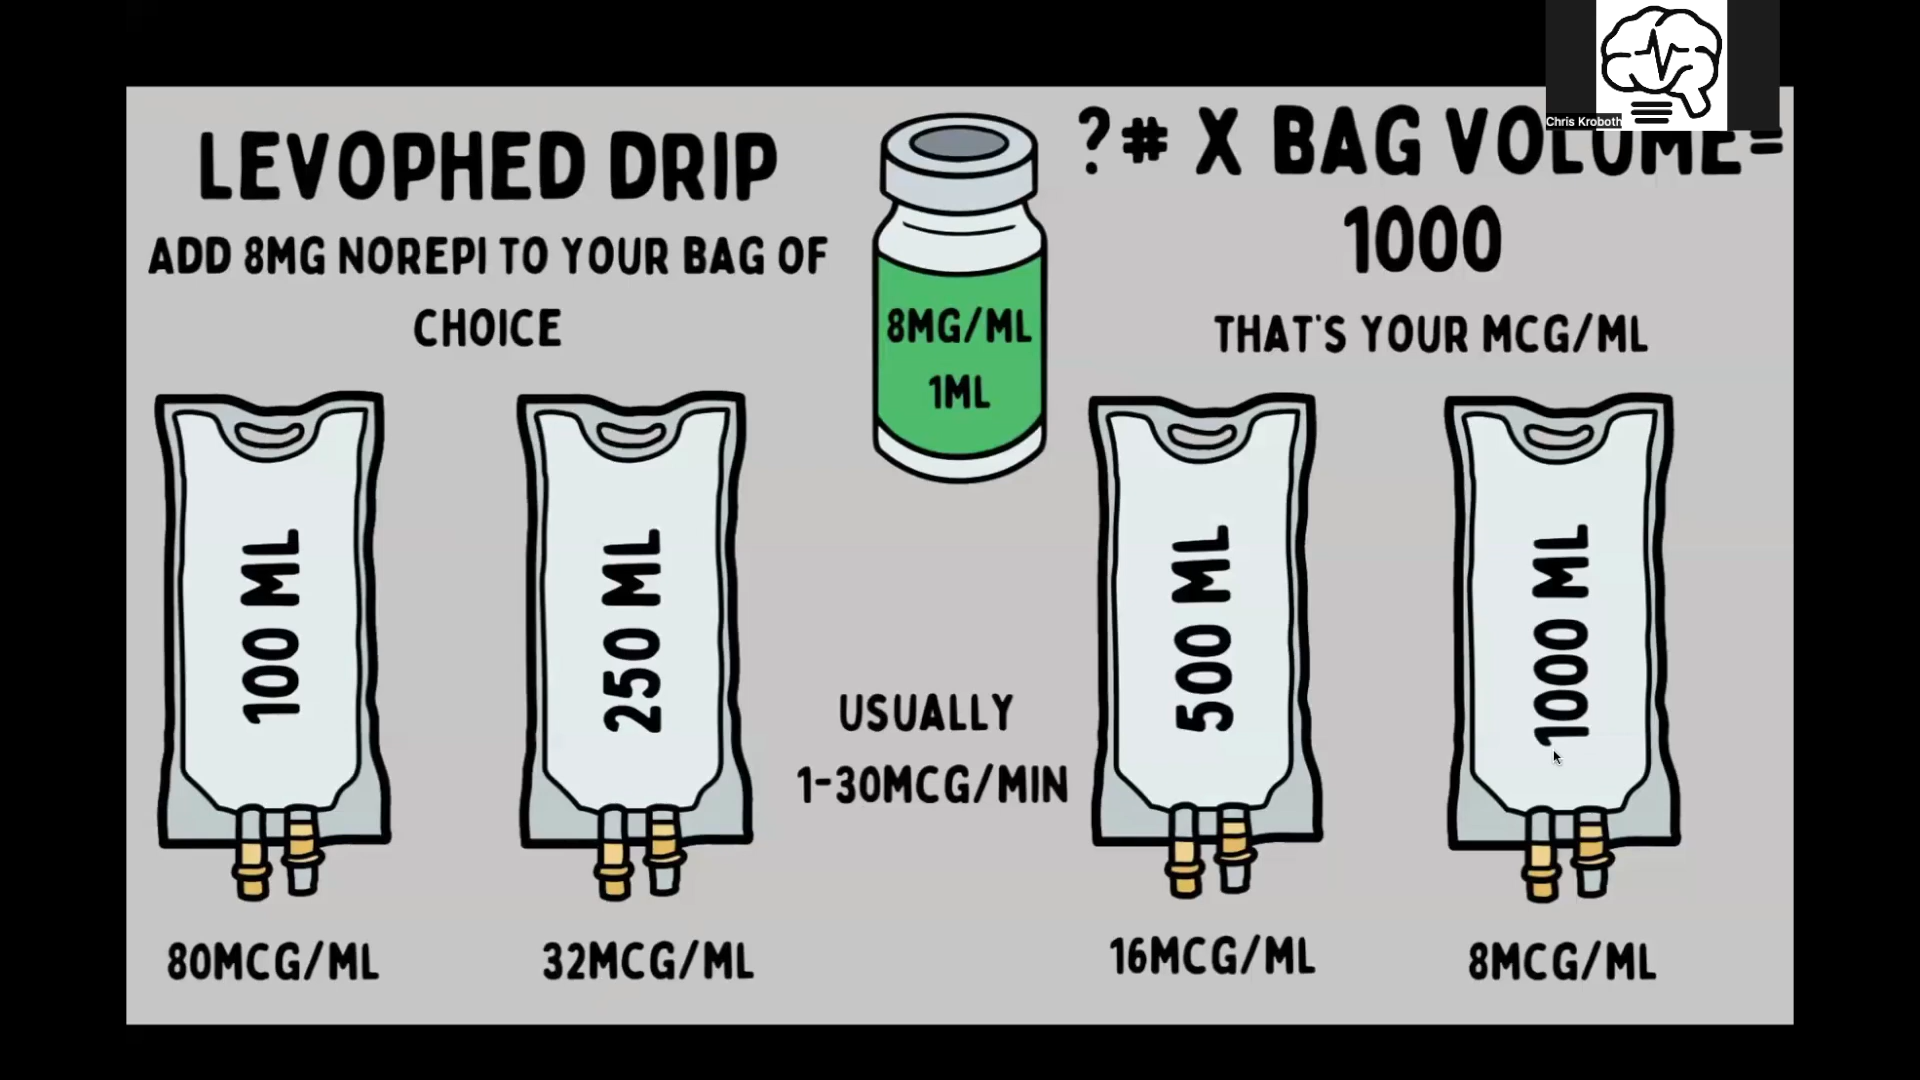 LEVOPHED DRIP
ADD 8MG NOREPI TO YOUR BAG OF
CHOICE
8MG/ML
1ML
?# X BAG VOLUME=
1000
THAT'S YOUR MCG/ML
Chris Kroboth
100 ML
250 ML
500 ML
1000 ML
USUALLY
1-30MCG/MIN
80MCG/ML
32MCG/ML
16MCG/ML
8MCG/ML